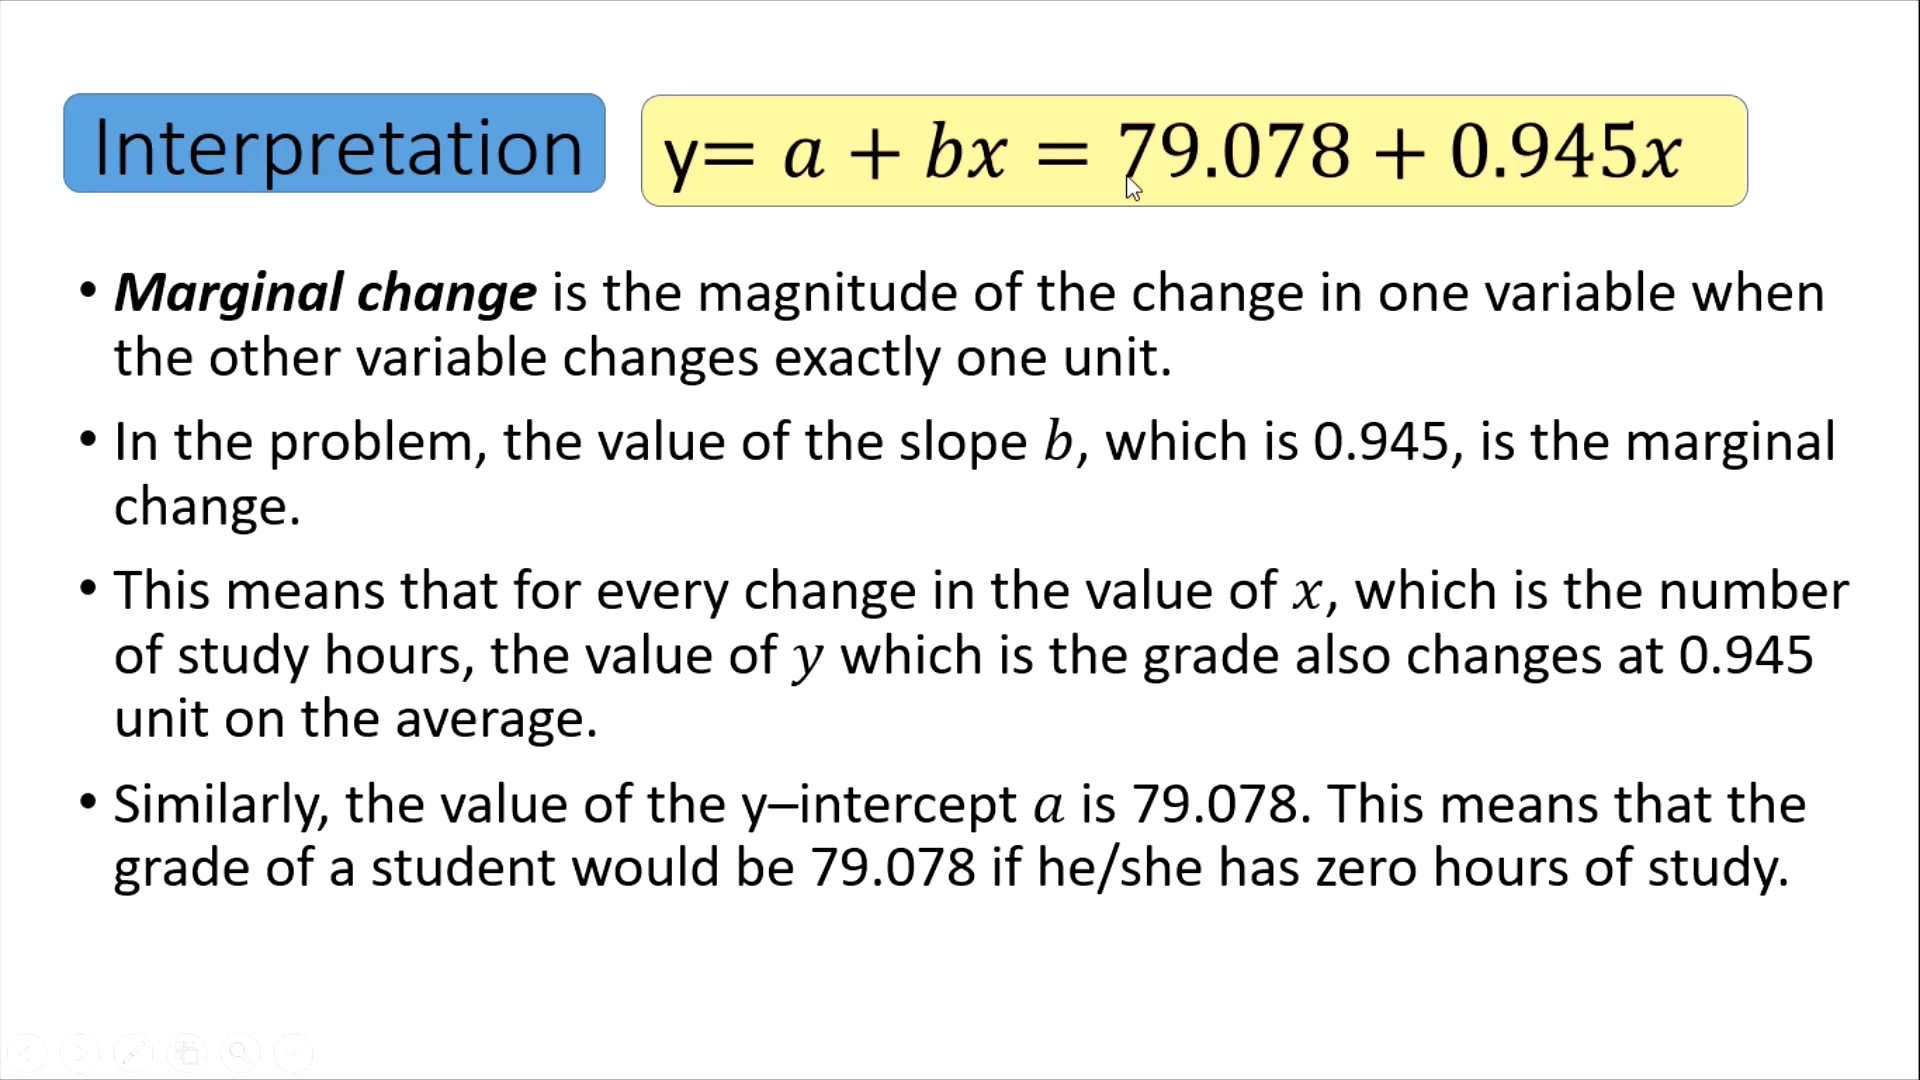 Interpretation
y= a + bx = 79.078 + 0.945x
• Marginal change is the magnitude of the change in one variable when
the other variable changes exactly one unit.
• In the problem, the value of the slope b, which is 0.945, is the marginal
change.
• This means that for every change in the value of x, which is the number
of study hours, the value of y which is the grade also changes at 0.945
unit on the average.
• Similarly, the value of the y–intercept a is 79.078. This means that the
grade of a student would be 79.078 if he/she has zero hours of study.